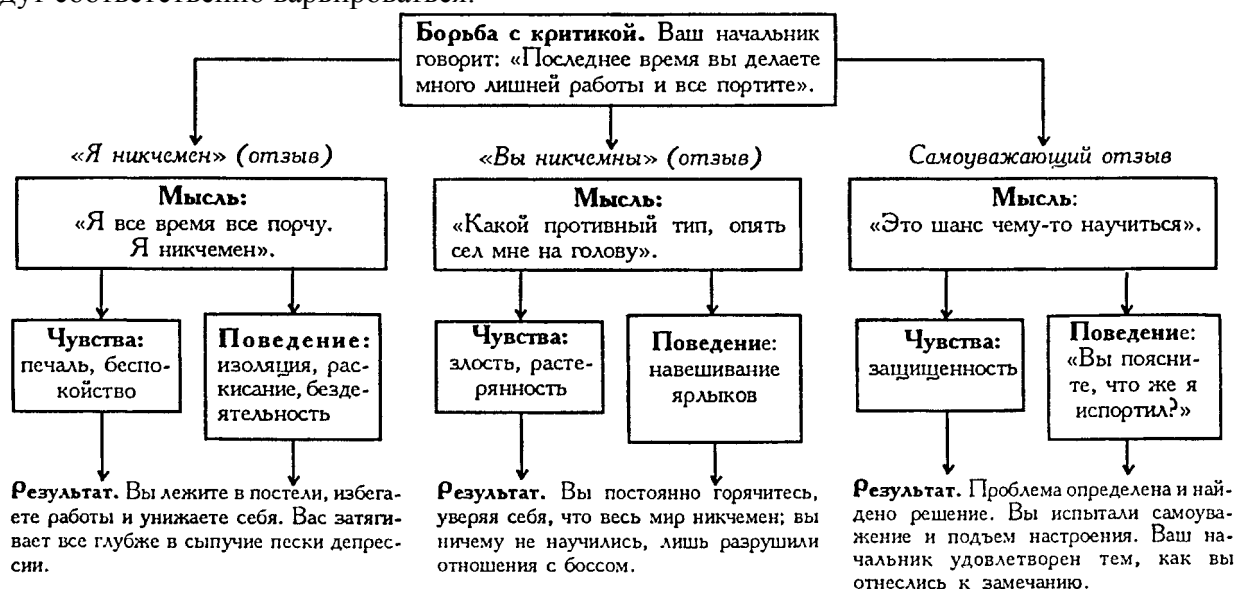 дут соответственно варьироваться.
Борьба с критикой. Ваш начальник
говорит: «Последнее время вы делаете
много лишней работы и все портите».
«Я никчемен» (отзыв)
Мысль:
«Я все время все порчу.
Я никчемен».
Чувства:
печаль, беспо-
койство
Поведение:
изоляция, рас-
кисание, безде-
ятельность
Результат. Вы лежите в постели, избега-
ете работы и унижаете себя. Вас затяги-
вает все глубже в сыпучие пески депрес-
сии.
«Вы никчемны» (отзыв)
Мысль:
«Какой противный тип, опять
сел мне на голову».
Чувства:
злость, расте-
рянность
Поведение:
навешивание
ярлыков
Результат. Вы постоянно горячитесь,
уверяя себя, что весь мир никчемен; вы
ничему не научились, лишь разрушили
отношения с боссом.
Самоуважающий отзыв
Мысль:
«Это шанс чему-то научиться».
Чувства:
защищенность
Поведение:
«Вы поясни-
те, что же я
испортил?»
Результат. Проблема определена и най-
дено решение. Вы испытали самоува-
жение и подъем настроения. Ваш на-
чальник удовлетворен тем, как вы
отнеслись к замечанию.